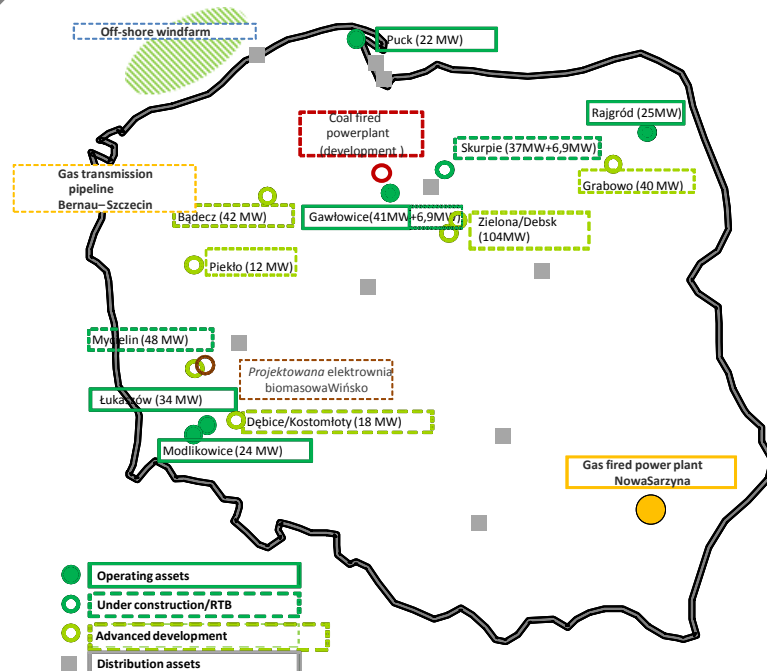 Off-shore windfarm
Puck (22 MW)
Rajgród (25MW)
Coal fired
powerplant
(development )
Skurpie (37MW+6,9MW)
Gas transmission
pipeline
Bernau–Szczecin
Grabowo (40 MW)
Bądecz (42 MW)
Gawłowice(41MW+6,9MW)
Zielona/Debsk
(104MW)
Piekło (12 MW)
Mycielin (48 MW)
Projektowana elektrownia
biomasowaWińsko
Łukaszów (34 MW)
Dębice/Kostomłoty (18 MW)
Modlikowice (24 MW)
Gas fired power plant
NowaSarzyna
Operating assets
Under construction/RTB
Advanced development
Distribution assets